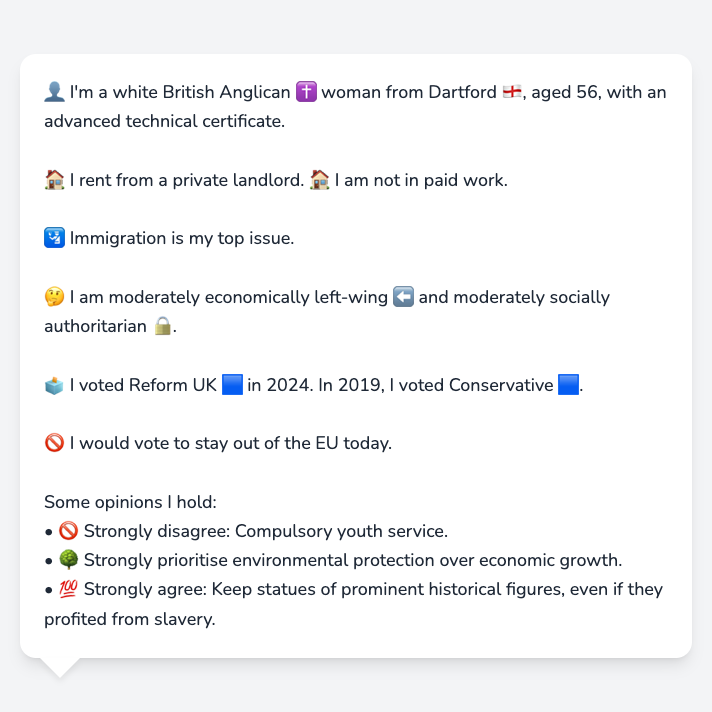 👤 I'm a white British Anglican ✝️ woman from Dartford 🏴󠁧󠁢󠁥󠁮󠁧󠁿, aged 56, with an
advanced technical certificate.
🏠 I rent from a private landlord. 🏠 I am not in paid work.
🛂 Immigration is my top issue.
🤔 I am moderately economically left-wing ⬅️ and moderately socially
authoritarian 🔒.
🗳️ I voted Reform UK 🟦 in 2024. In 2019, I voted Conservative 🟦.
🚫 I would vote to stay out of the EU today.
Some opinions I hold:
• 🚫 Strongly disagree: Compulsory youth service.
• 🌳 Strongly prioritise environmental protection over economic growth.
• 💯 Strongly agree: Keep statues of prominent historical figures, even if they
profited from slavery.